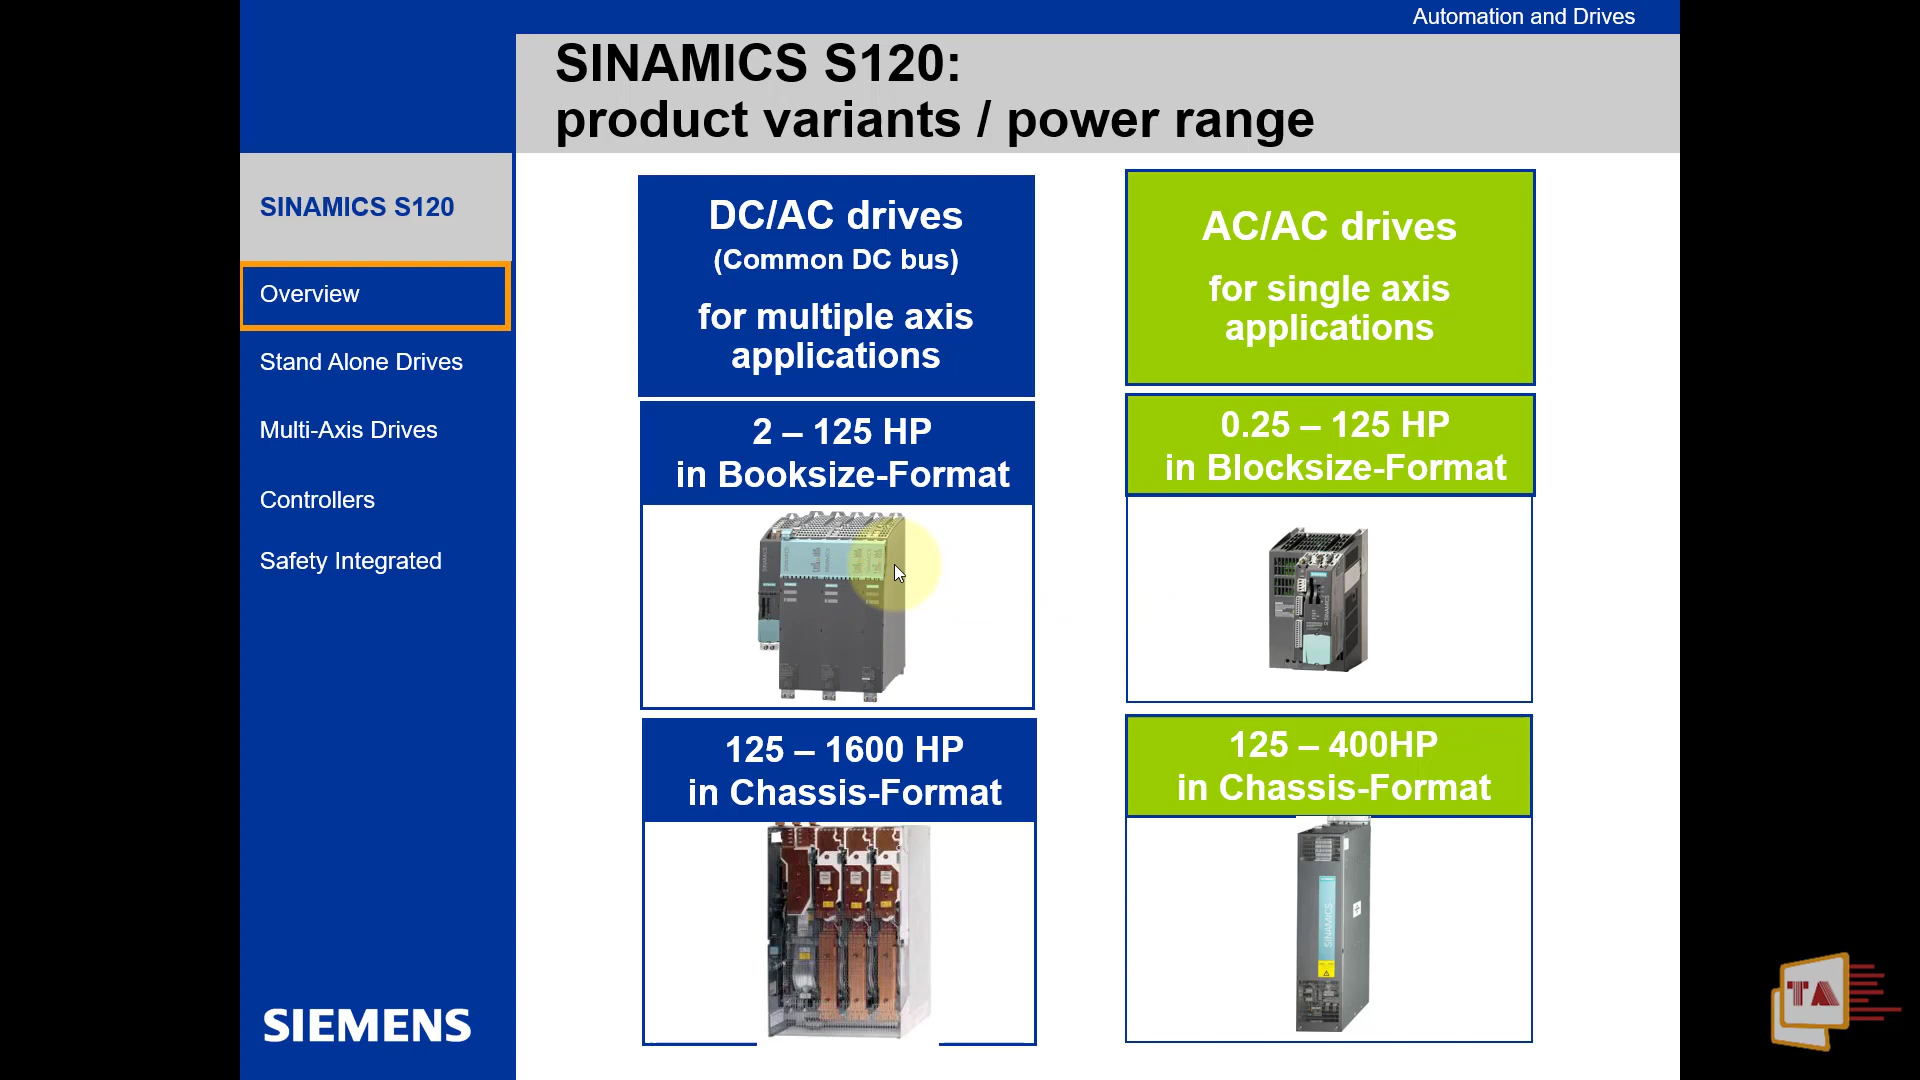 Automation and Drives
SINAMICS S120:
product variants / power range
SINAMICS S120
Overview
Stand Alone Drives
Multi-Axis Drives
Controllers
Safety Integrated
SIEMENS
DC/AC drives
(Common DC bus)
for multiple axis
applications
2 – 125 HP
in Booksize-Format
125 – 1600 HP
in Chassis-Format
AC/AC drives
for single axis
applications
0.25 – 125 HP
in Blocksize-Format
125 – 400HP
in Chassis-Format
SINAMICS
TA